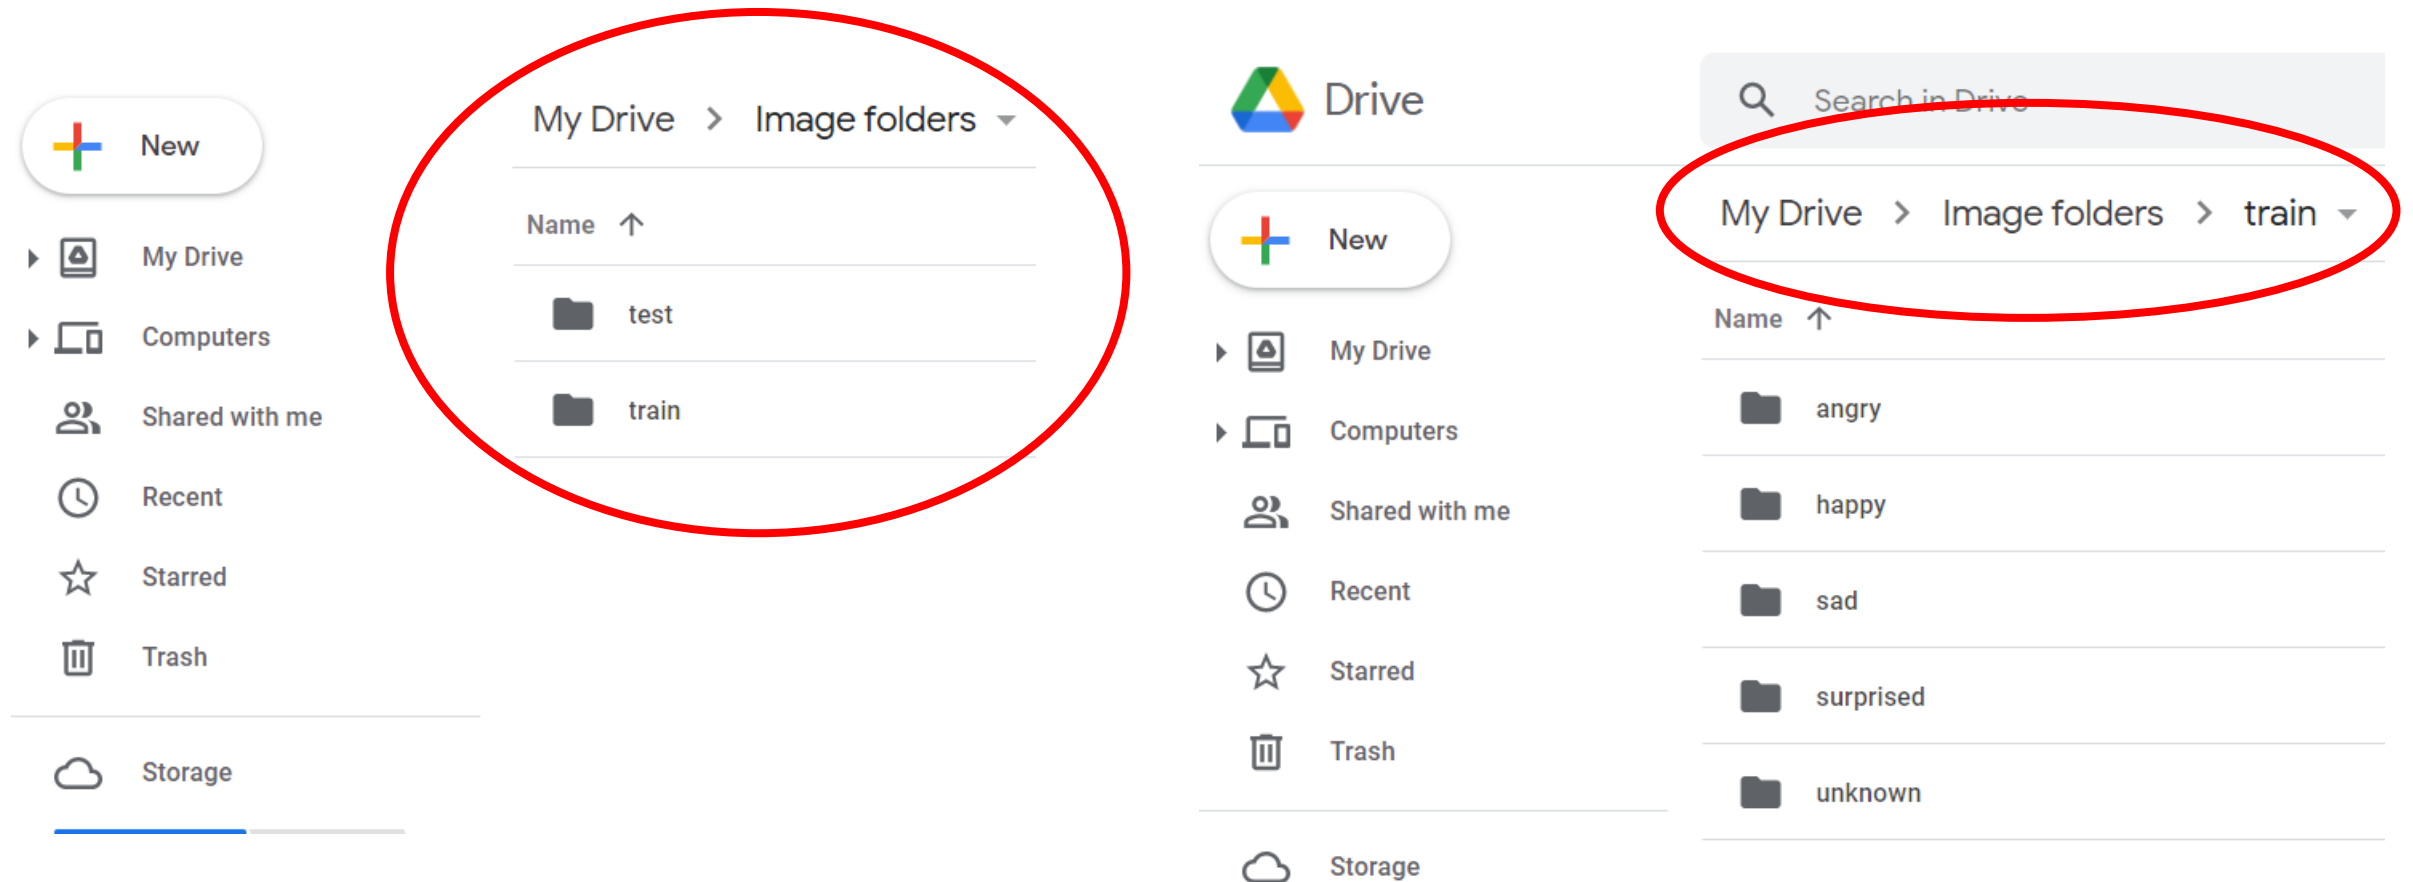 New
My Drive
Computers
Shared with me
Recent
Starred
Trash
Storage
My Drive > Image folders
Name
test
train
Drive
Search in Drive
New
My Drive
Computers
Shared with me
Recent
Starred
Trash
Storage
My Drive > Image folders > train
Name
angry
happy
sad
surprised
unknown